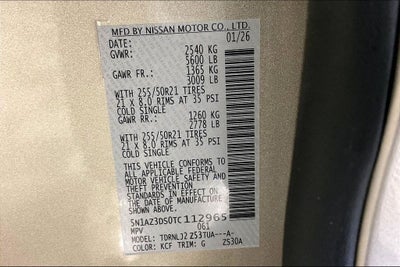 MFD BY NISSAN MOTOR CO., LTD.
DATE: 01/26
GVWR: 2540 KG
5600 LB
GAWR FR.: 1365 KG
3009 LB
WITH 255/50R21 TIRES
21 x 8.0 RIMS AT 35 PSI
COLD SINGLE
GAWR RR.: 1260 KG
2778 LB
WITH 255/50R21 TIRES
21 x 8.0 RIMS AT 35 PSI
COLD SINGLE
THIS VEHICLE CONFORMS TO
ALL APPLICABLE FEDERAL
MOTOR VEHICLE SAFETY AND
THEFT PREVENTION
STANDARDS IN EFFECT ON
THE DATE OF MANUFACTURE
SHOWN ABOVE.
5N1AZ3DS0TC112965
MPV 061
MODEL: TDRNLJZ Z53TUA---A-
COLOR: KCF TRIM: G Z530A